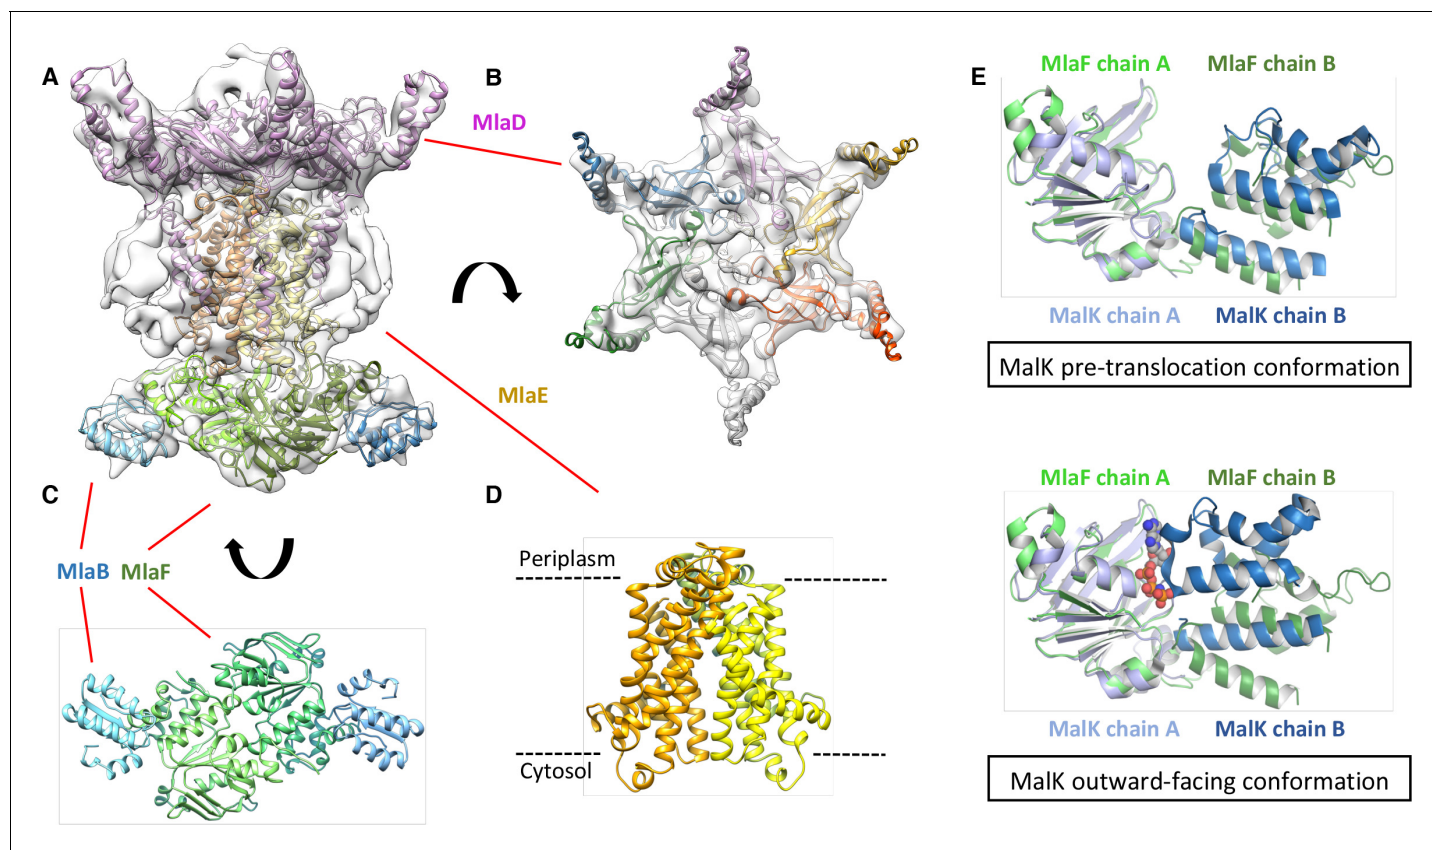 A
B
MlaD
MlaE
C
MlaB MlaF
D
Periplasm
Cytosol
E
MlaF chain A MlaF chain B
MalK chain A MalK chain B
MalK pre-translocation conformation
MlaF chain A MlaF chain B
MalK chain A MalK chain B
MalK outward-facing conformation